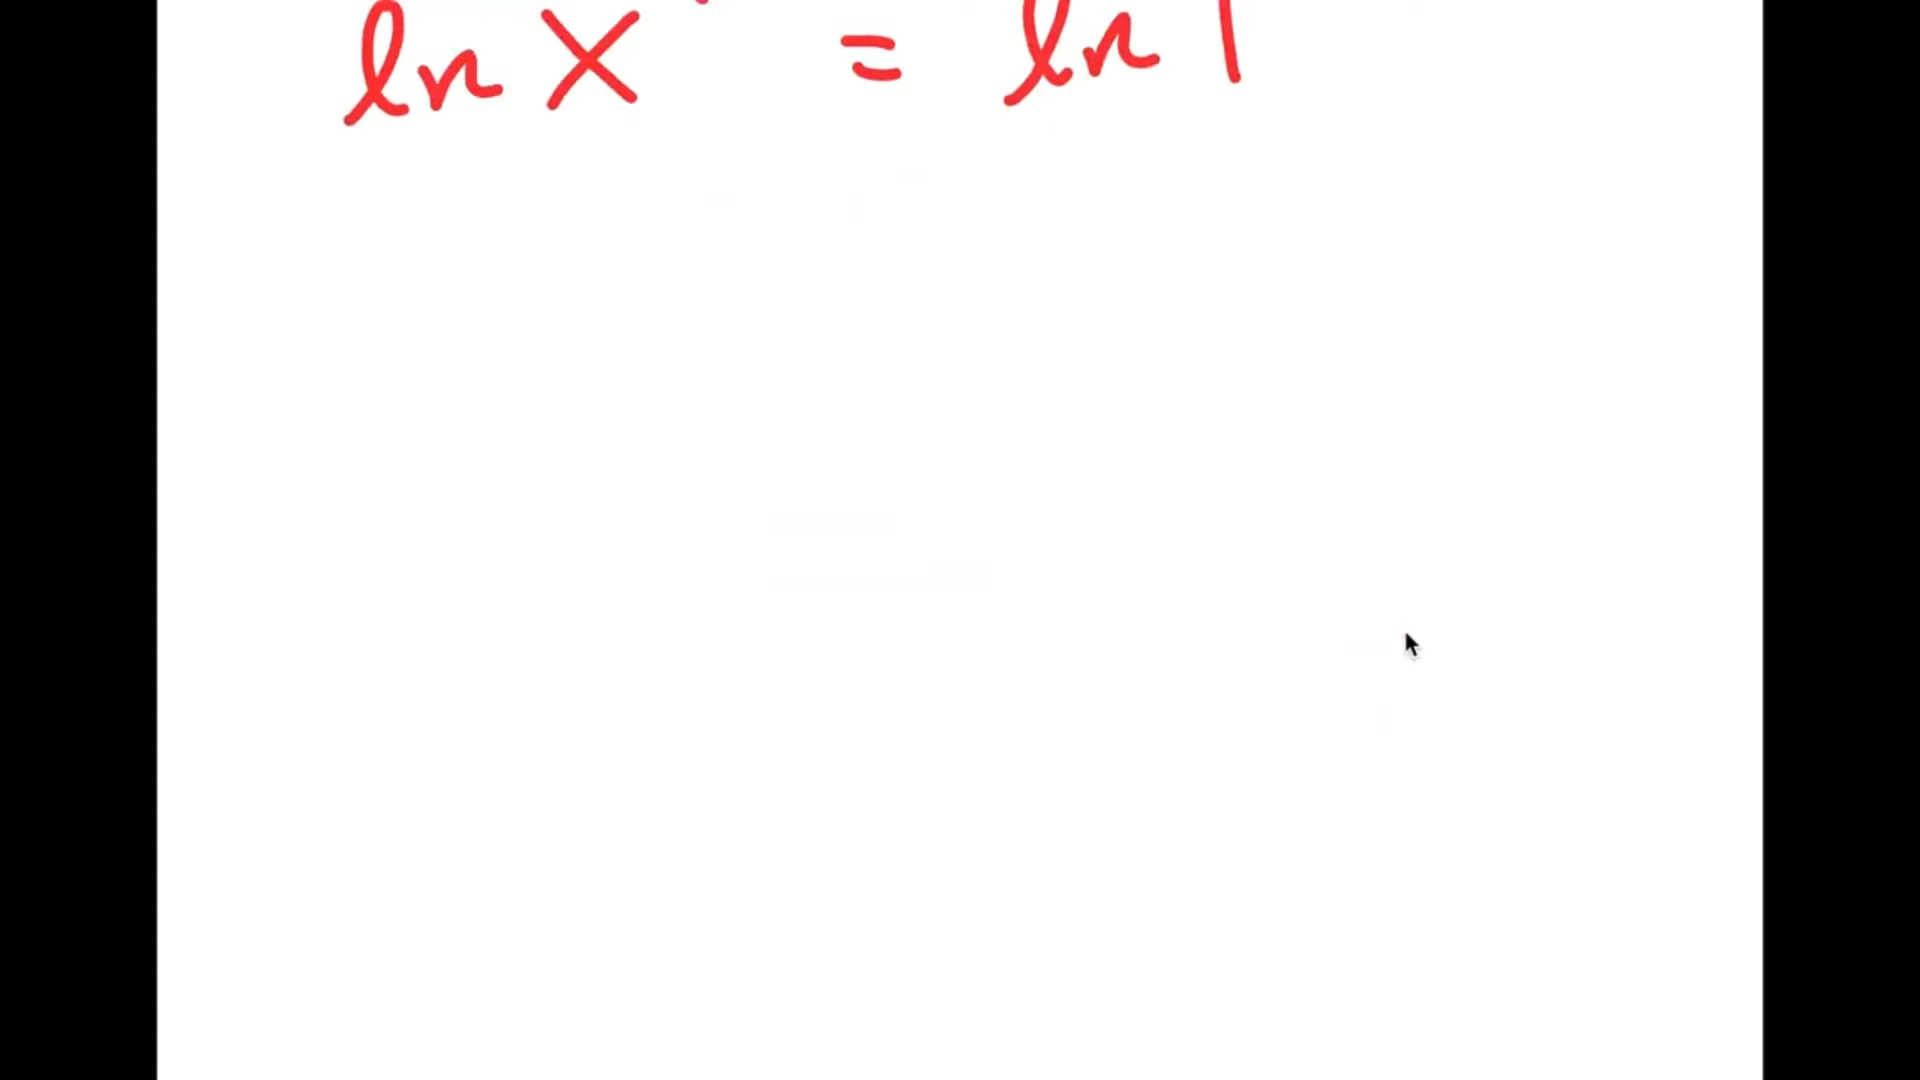 ln x = ln 1